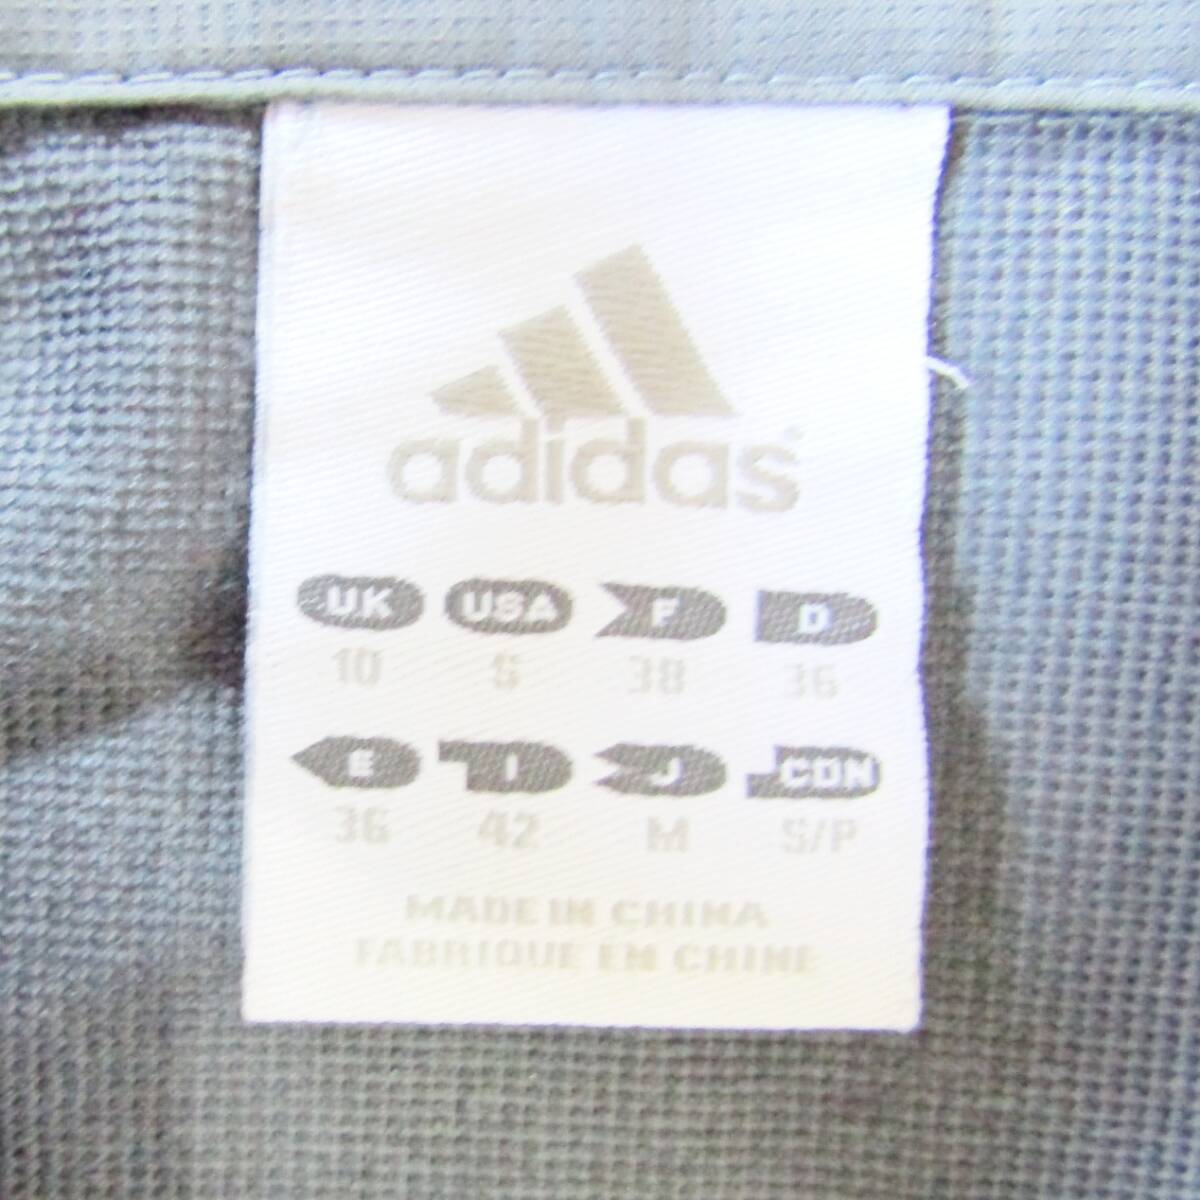 adidas
UK USA F D
10 S 38 36
E I J CDN
36 42 M S/P
MADE IN CHINA
FABRIQUE EN CHINE